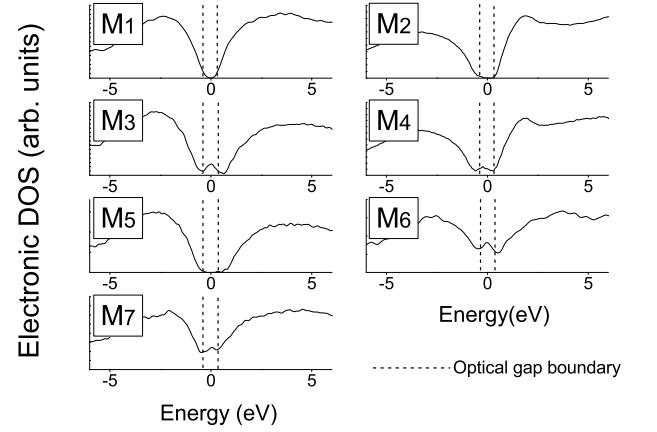 Electronic DOS (arb. units)
M1
M2
-5 0 5
-5 0 5
M3
M4
-5 0 5
-5 0 5
M5
M6
-5 0 5
-5 0 5
M7
-5 0 5
Energy(eV)
Optical gap boundary
Energy (eV)